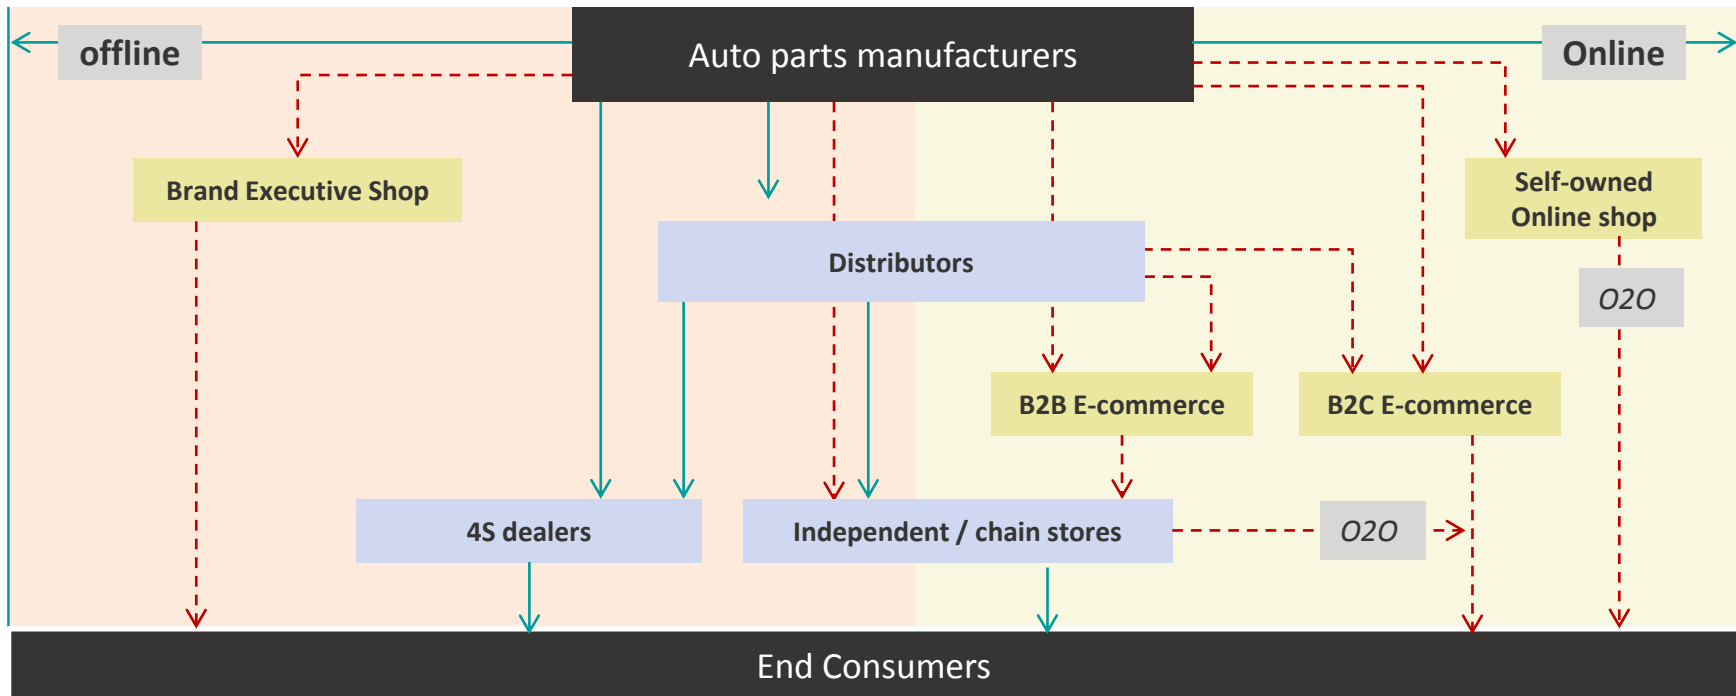 offline
Auto parts manufacturers
Online
Brand Executive Shop
Self-owned
Online shop
Distributors
O2O
B2B E-commerce
B2C E-commerce
4S dealers
Independent / chain stores
O2O
End Consumers